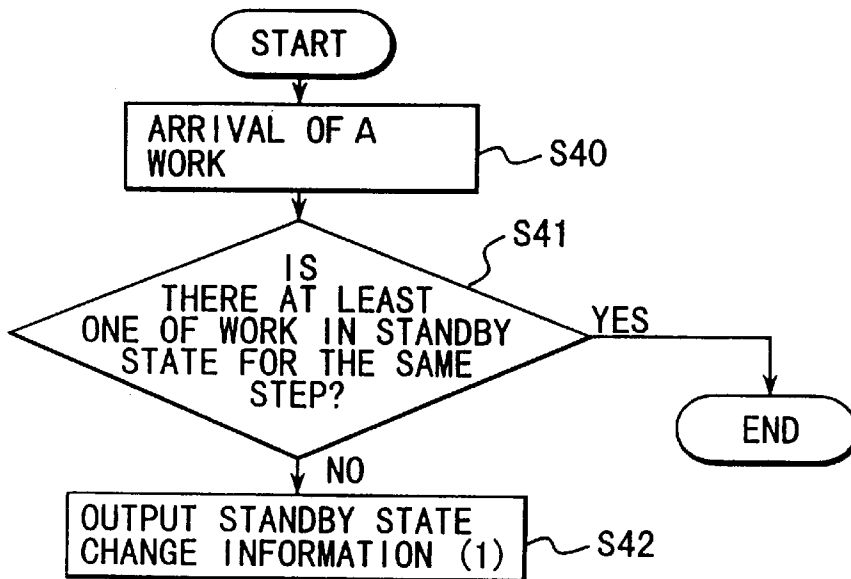 START
ARRIVAL OF A
WORK
S40
S41
IS
THERE AT LEAST
ONE OF WORK IN STANDBY
STATE FOR THE SAME
STEP?
YES
END
NO
OUTPUT STANDBY STATE
CHANGE INFORMATION (1)
S42